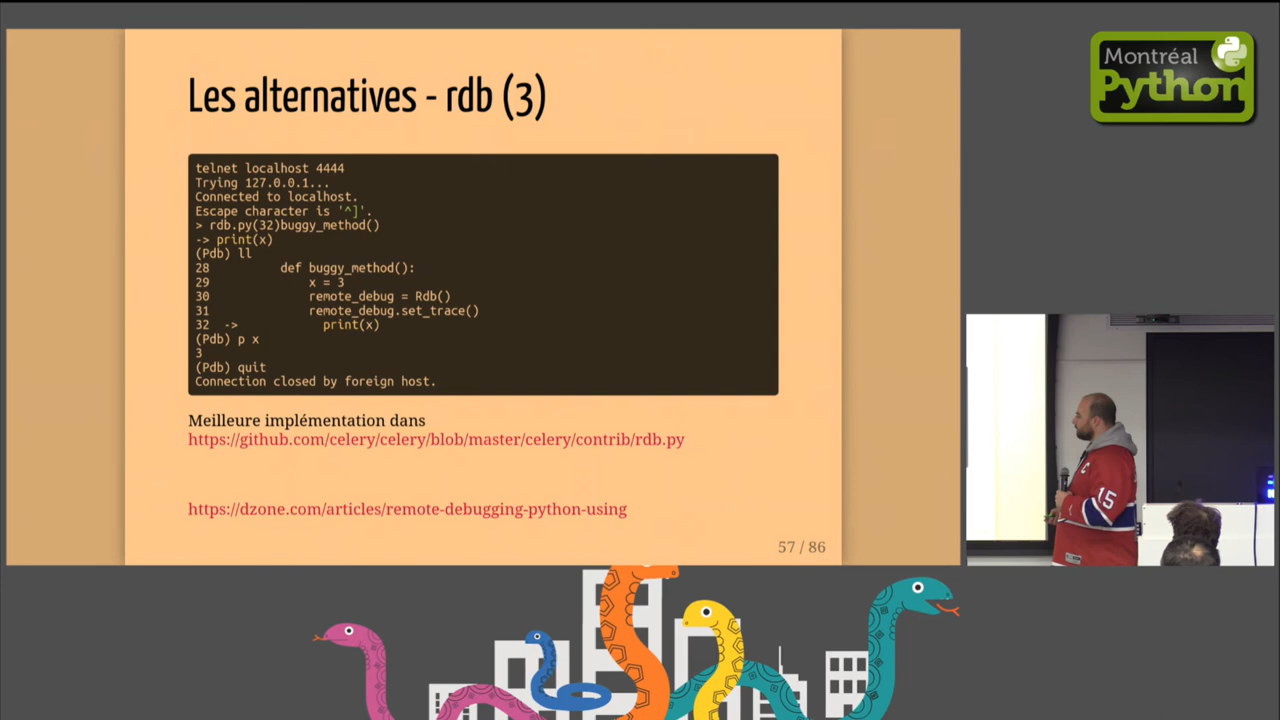 Les alternatives - rdb (3)
telnet localhost 4444
Trying 127.0.0.1...
Connected to localhost.
Escape character is '^]'.
> rdb.py(32)buggy_method()
-> print(x)
(Pdb) ll
28         def buggy_method():
29             x = 3
30             remote_debug = Rdb()
31             remote_debug.set_trace()
32  ->           print(x)
(Pdb) p x
3
(Pdb) quit
Connection closed by foreign host.
Meilleure implémentation dans
https://github.com/celery/celery/blob/master/celery/contrib/rdb.py
https://dzone.com/articles/remote-debugging-python-using
57 / 86
Montréal
Python
C
15